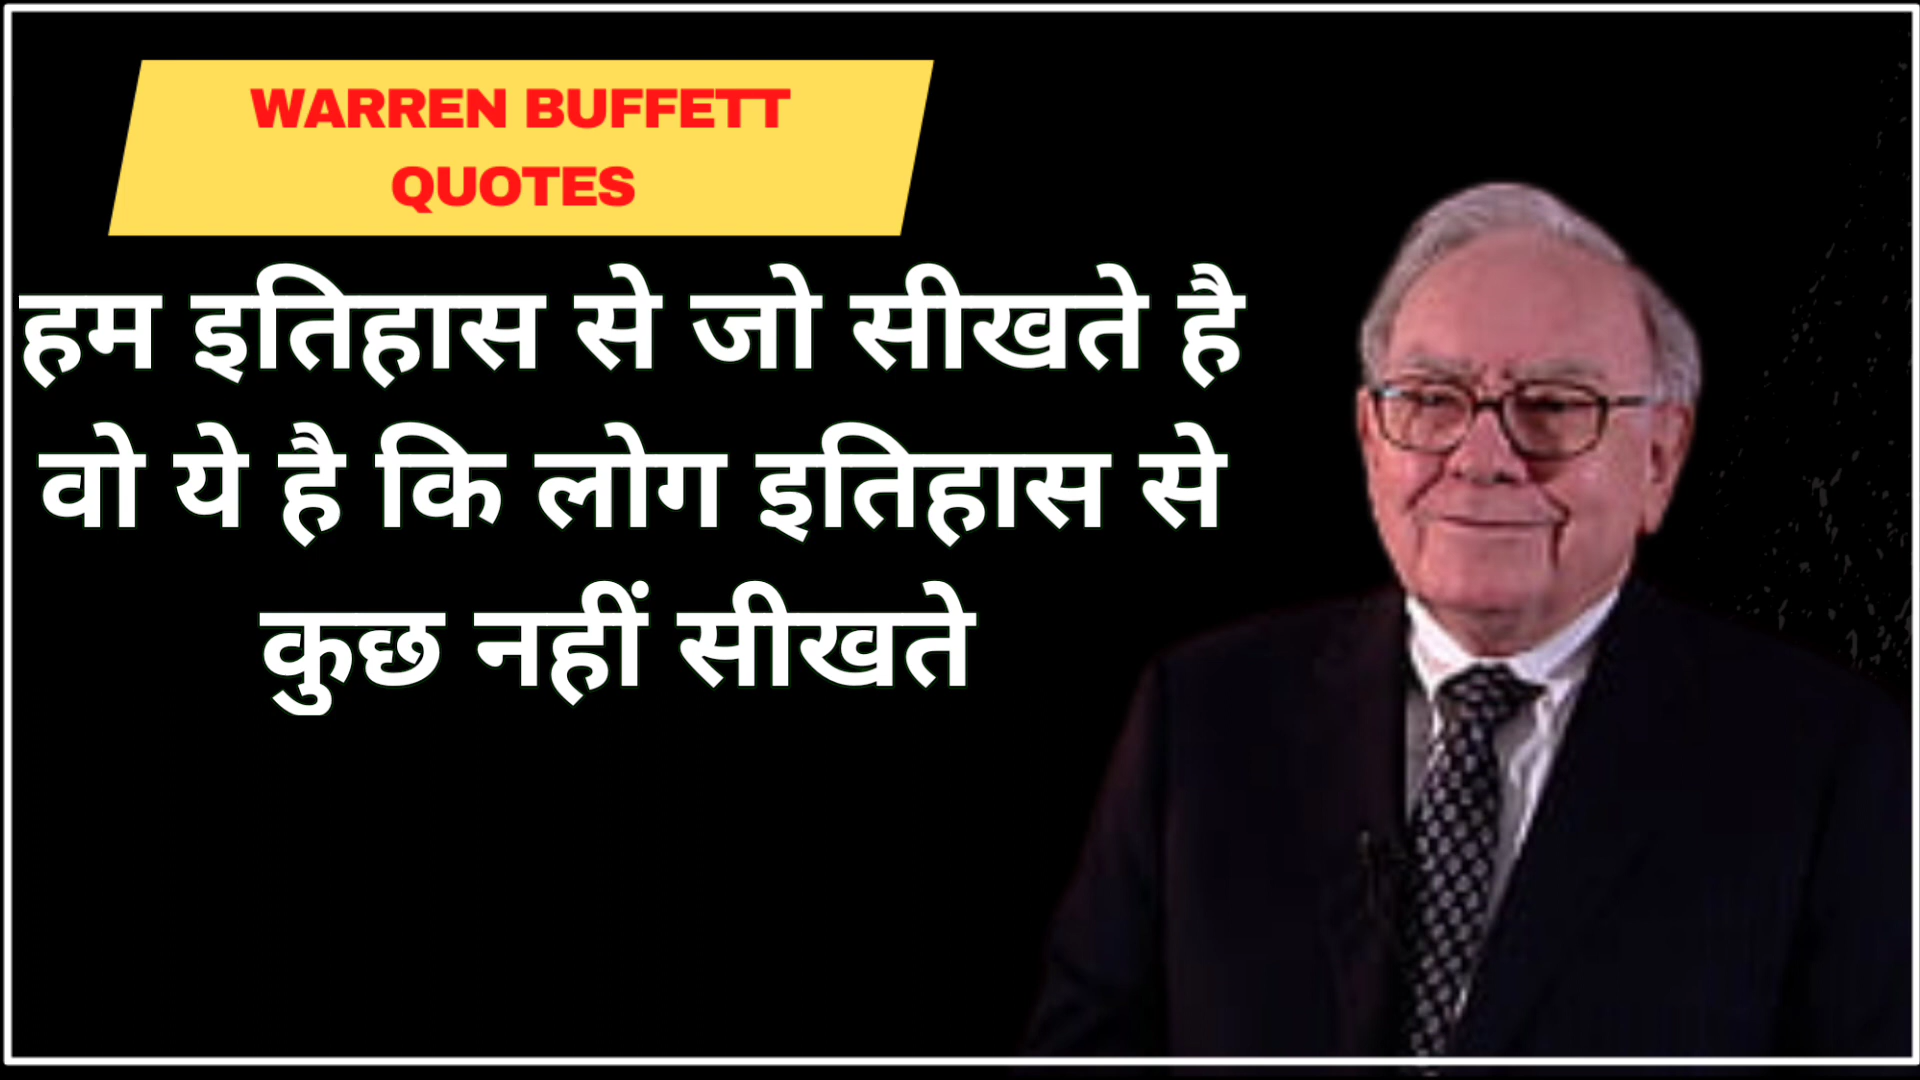 WARREN BUFFETT
QUOTES
हम इतिहास से जो सीखते है
वो ये है कि लोग इतिहास से
कुछ नहीं सीखते